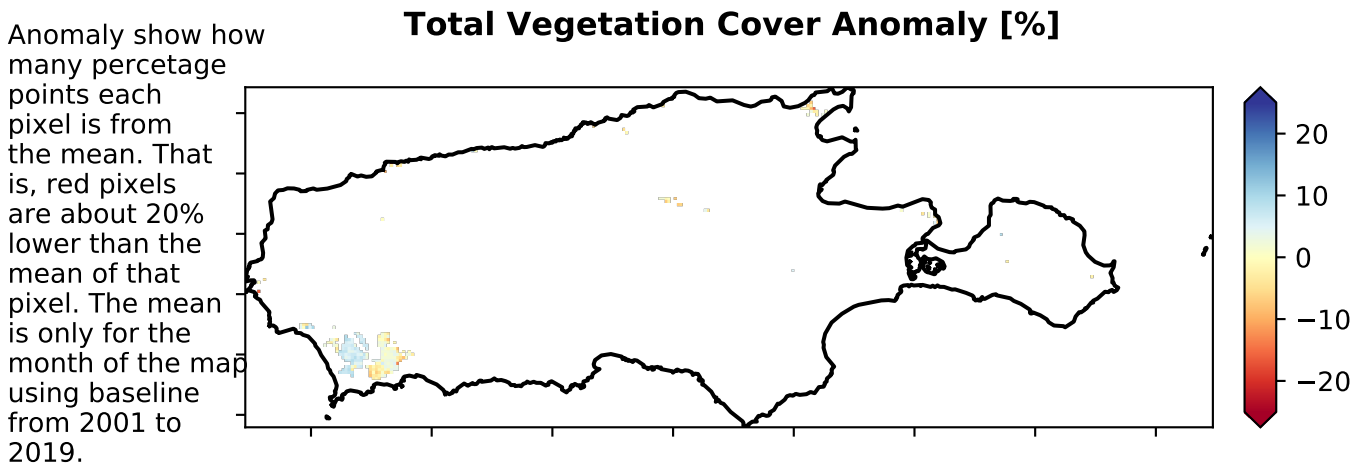 Total Vegetation Cover Anomaly [%]
Anomaly show how
many percetage
points each
pixel is from
the mean. That
is, red pixels
are about 20%
lower than the
mean of that
pixel. The mean
is only for the
month of the map
using baseline
from 2001 to
2019.
20
10
0
−10
−20